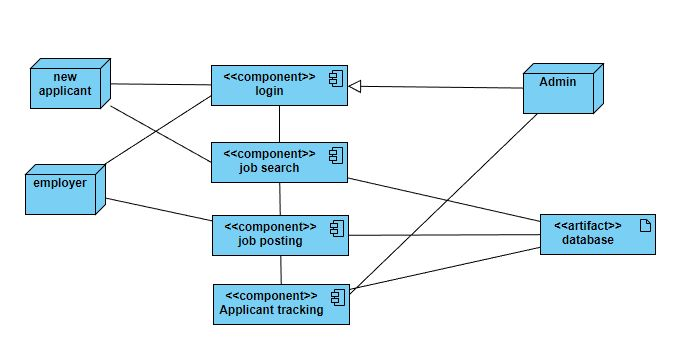 new
applicant
<<component>>
login
Admin
<<component>>
job search
employer
<<component>>
job posting
<<artifact>>
database
<<component>>
Applicant tracking